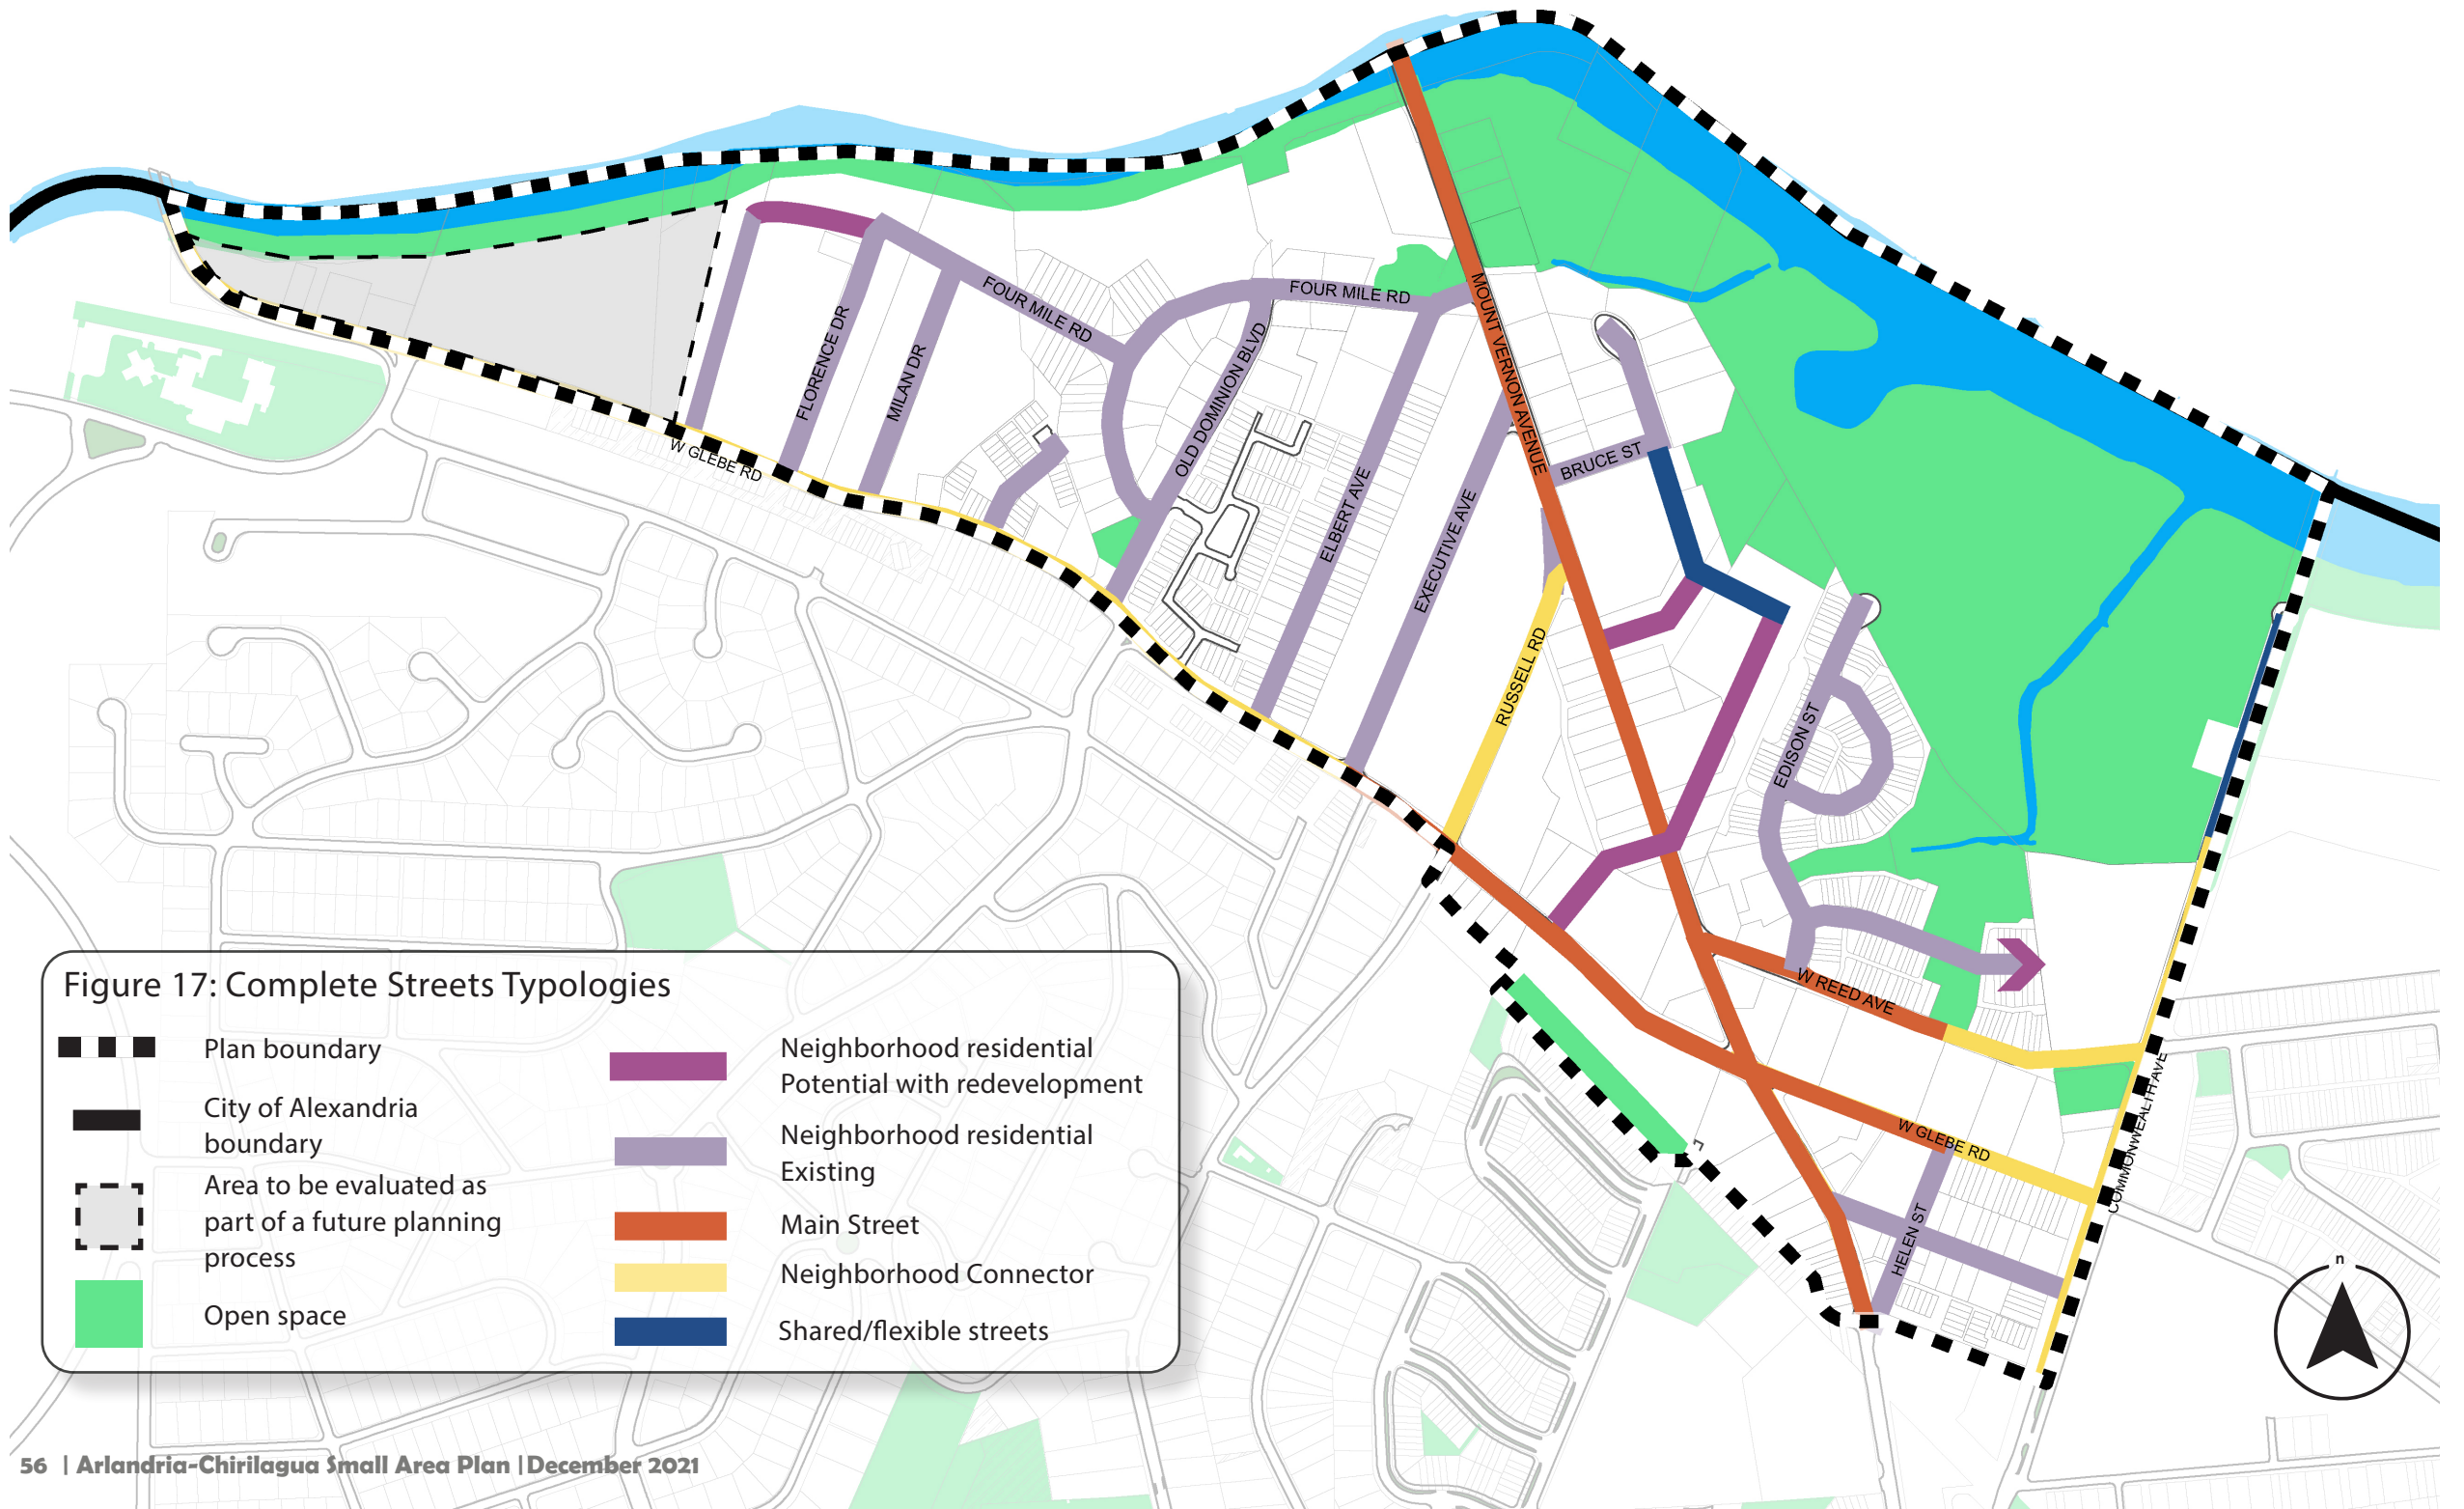 FOUR MILE RD
FOUR MILE RD
MOUNT VERNON AVENUE
FLORENCE DR
MILAN DR
OLD DOMINION BLVD
W GLEBE RD
BRUCE ST
ELBERT AVE
EXECUTIVE AVE
RUSSELL RD
EDISON ST
W REED AVE
W GLEBE RD
COMMONWEALTH AVE
HELEN ST
n
Figure 17: Complete Streets Typologies
Plan boundary
City of Alexandria
boundary
Area to be evaluated as
part of a future planning
process
Open space
Neighborhood residential
Potential with redevelopment
Neighborhood residential
Existing
Main Street
Neighborhood Connector
Shared/flexible streets
56 | Arlandria-Chirilagua Small Area Plan |December 2021